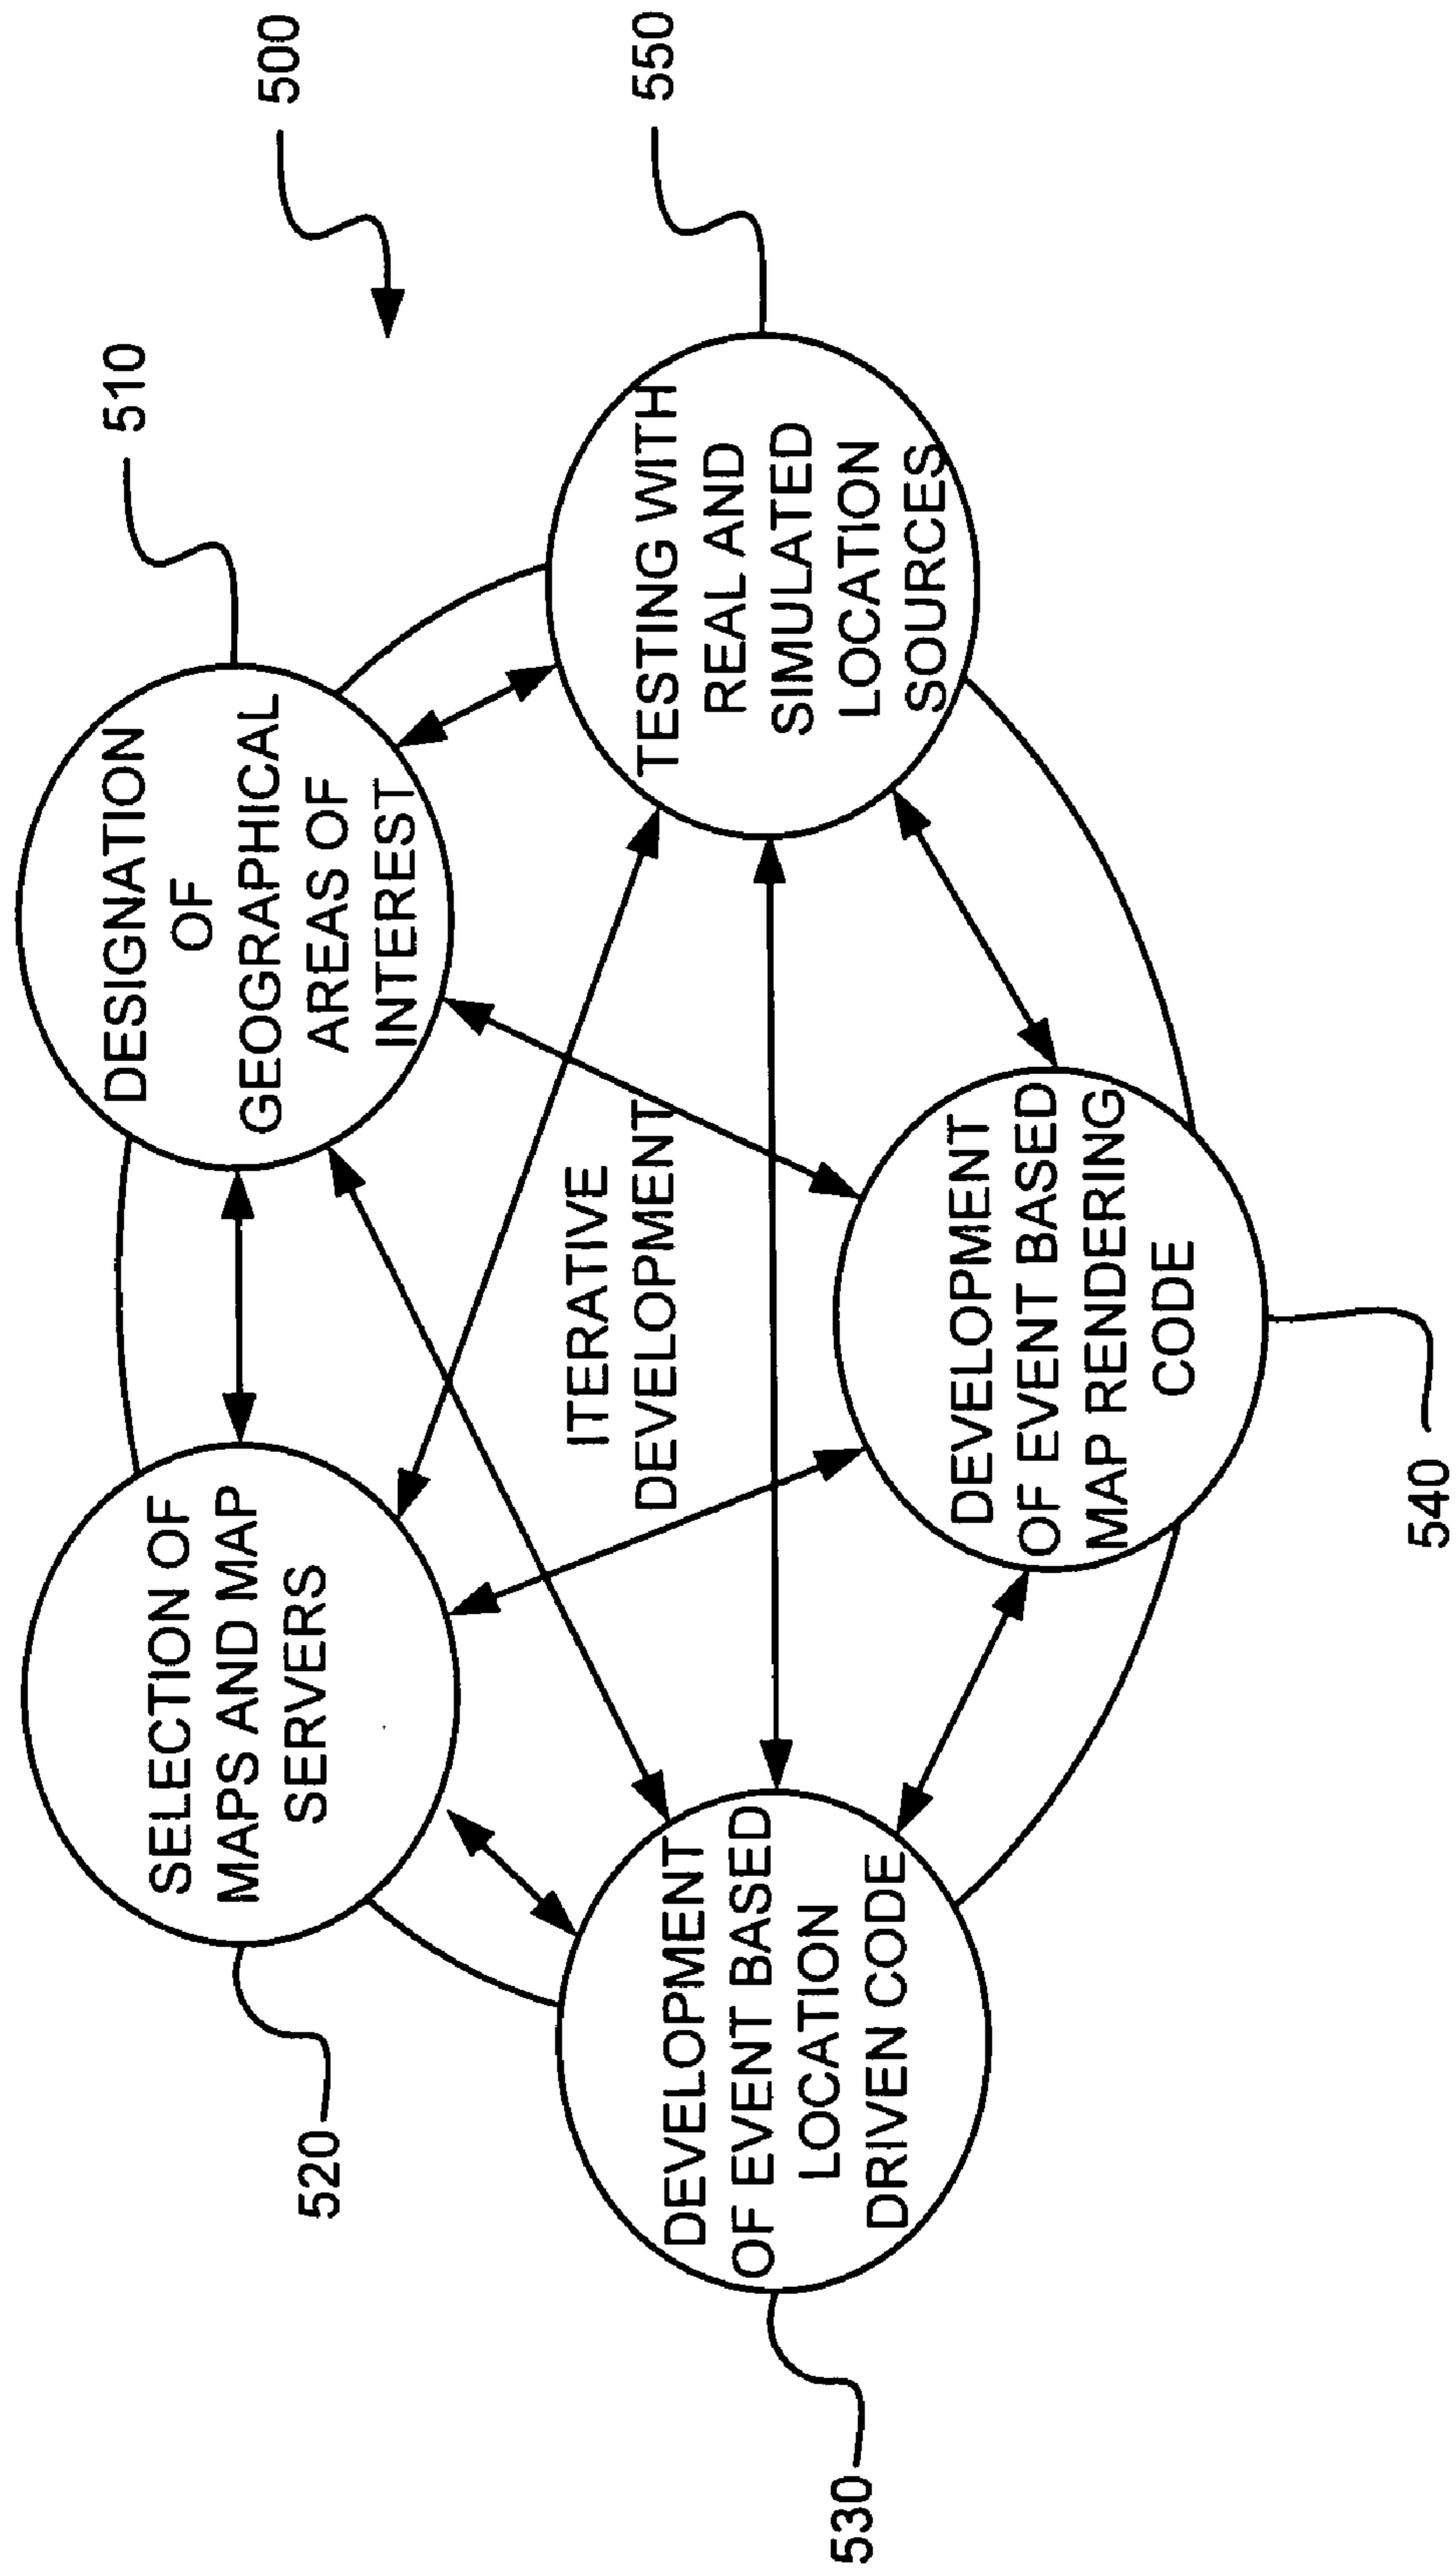 500
510
DESIGNATION
OF
GEOGRAPHICAL
AREAS OF
INTEREST
520
SELECTION OF
MAPS AND MAP
SERVERS
550
TESTING WITH
REAL AND
SIMULATED
LOCATION
SOURCES
ITERATIVE
DEVELOPMENT
530
DEVELOPMENT
OF EVENT BASED
LOCATION
DRIVEN CODE
DEVELOPMENT
OF EVENT BASED
MAP RENDERING
CODE
540